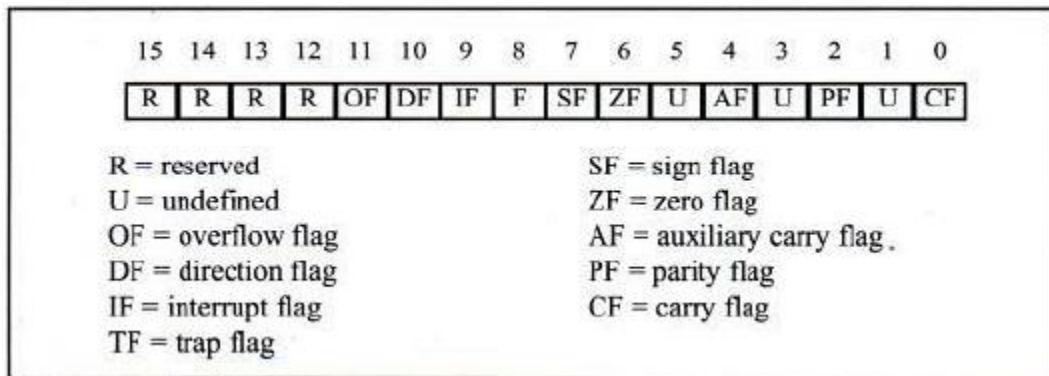 15 14 13 12 11 10 9 8 7 6 5 4 3 2 1 0
R R R R OF DF IF F SF ZF U AF U PF U CF
R = reserved
U = undefined
OF = overflow flag
DF = direction flag
IF = interrupt flag
TF = trap flag
SF = sign flag
ZF = zero flag
AF = auxiliary carry flag .
PF = parity flag
CF = carry flag